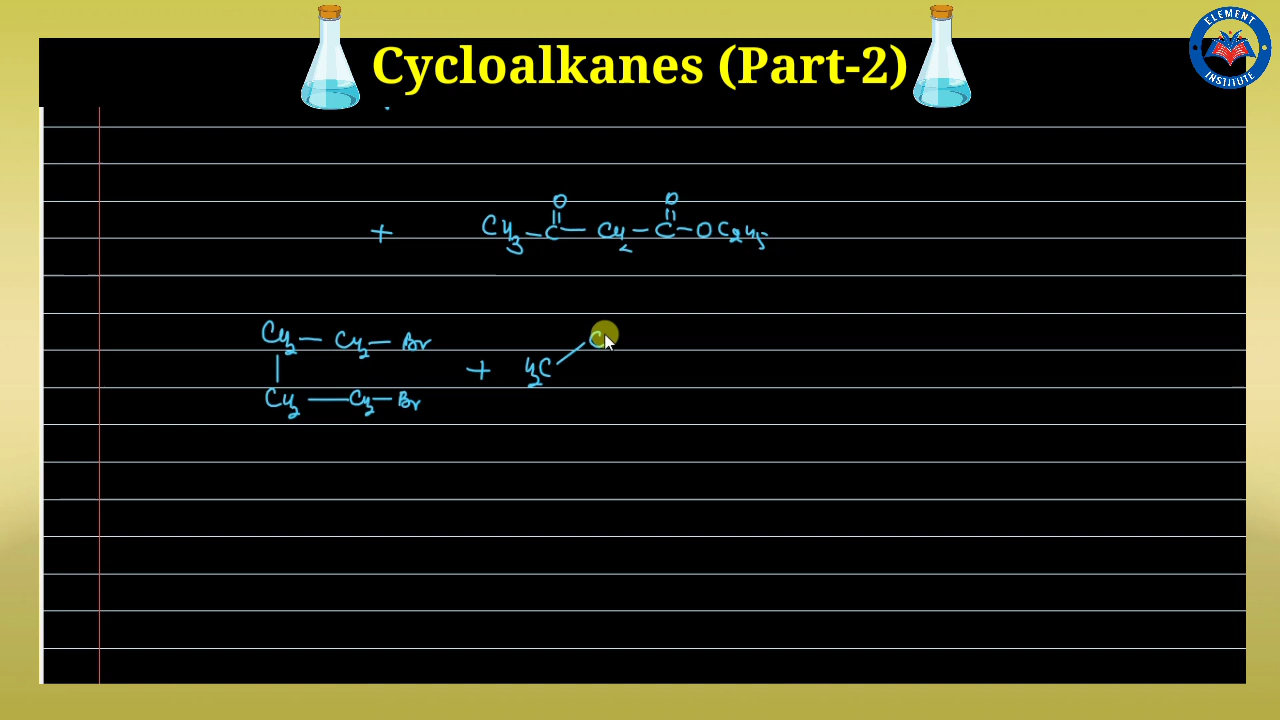 ELEMENT INSTITUTE
Cycloalkanes (Part-2)
O O
|| ||
+ CH3 – C – CH2 – C – OC2H5
CH2 – CH2 – Br C
| + H2C /
CH2 – CH2 – Br